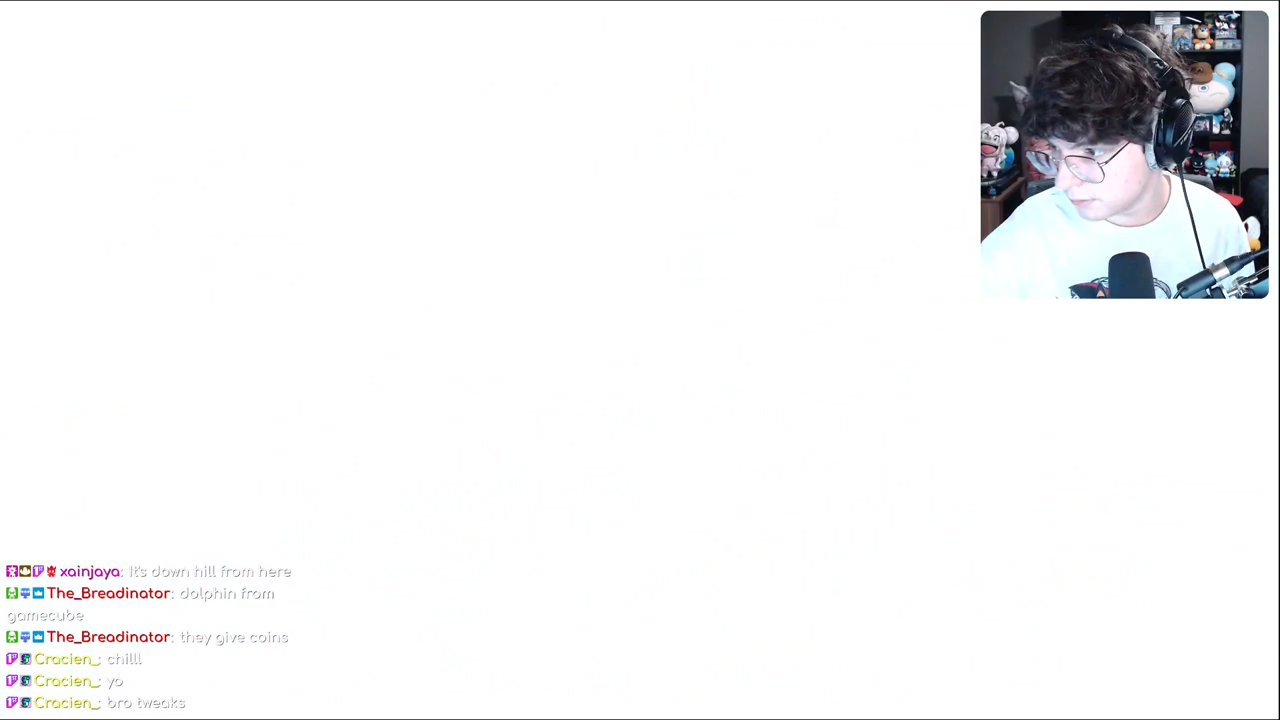 xainjaya: It's down hill from here
The_Breadinator: dolphin from
gamecube
The_Breadinator: they give coins
Cracien_: chilll
Cracien_: yo
Cracien_: bro tweaks